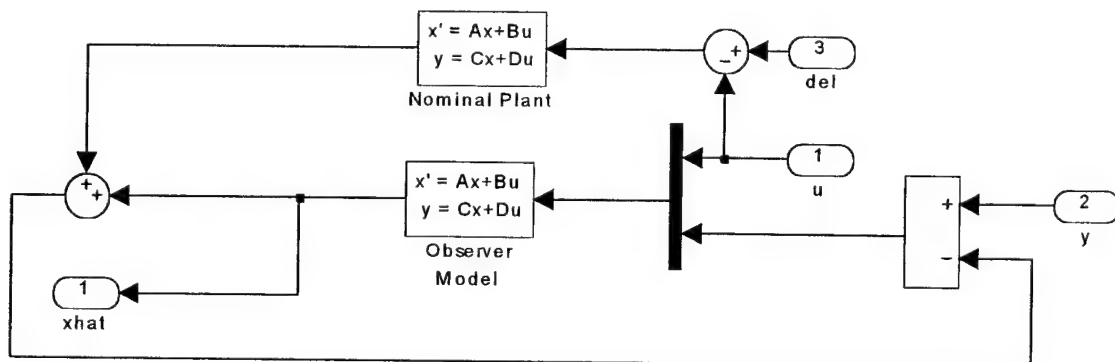 x' = Ax+Bu
y = Cx+Du
Nominal Plant
+
−
3
del
1
u
+
+
x' = Ax+Bu
y = Cx+Du
Observer
Model
+
−
2
y
1
xhat